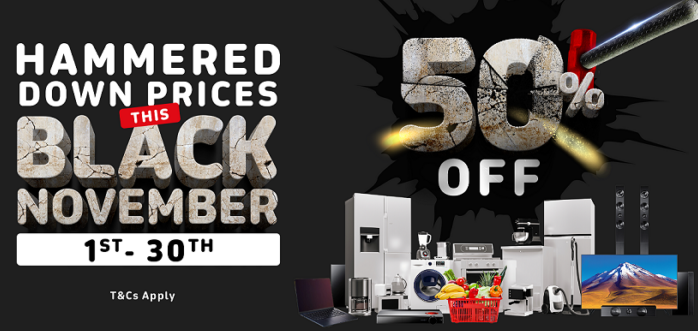 HAMMERED
DOWN PRICES
THIS
BLACK
NOVEMBER
1ST- 30TH
T&Cs Apply
50%
OFF